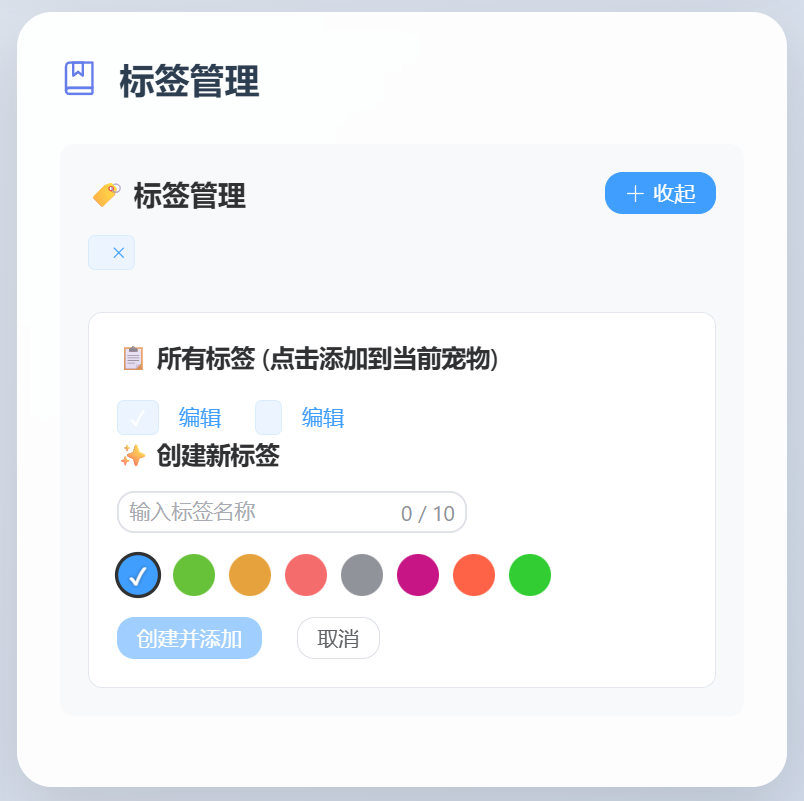 标签管理
标签管理
收起
所有标签 (点击添加到当前宠物)
编辑 编辑
创建新标签
输入标签名称 0 / 10
创建并添加 取消